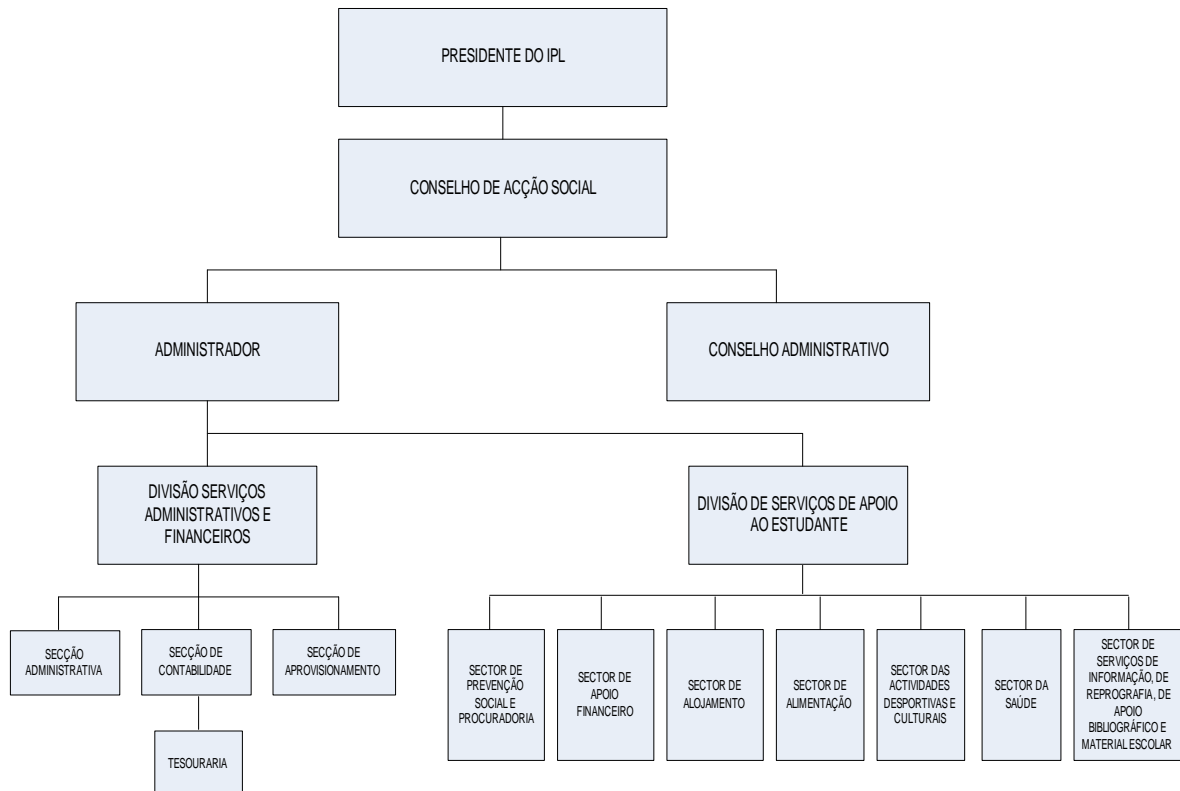 PRESIDENTE DO IPL
CONSELHO DE ACÇÃO SOCIAL
ADMINISTRADOR
CONSELHO ADMINISTRATIVO
DIVISÃO SERVIÇOS
ADMINISTRATIVOS E
FINANCEIROS
DIVISÃO DE SERVIÇOS DE APOIO
AO ESTUDANTE
SECÇÃO
ADMINISTRATIVA
SECÇÃO DE
CONTABILIDADE
SECÇÃO DE
APROVISIONAMENTO
TESOURARIA
SECTOR DE
PREVENÇÃO
SOCIAL E
PROCURADORIA
SECTOR DE
APOIO
FINANCEIRO
SECTOR DE
ALOJAMENTO
SECTOR DE
ALIMENTAÇÃO
SECTOR DAS
ACTIVIDADES
DESPORTIVAS E
CULTURAIS
SECTOR DA
SAÚDE
SECTOR DE
SERVIÇOS DE
INFORMAÇÃO, DE
REPROGRAFIA, DE
APOIO
BIBLIOGRÁFICO E
MATERIAL ESCOLAR